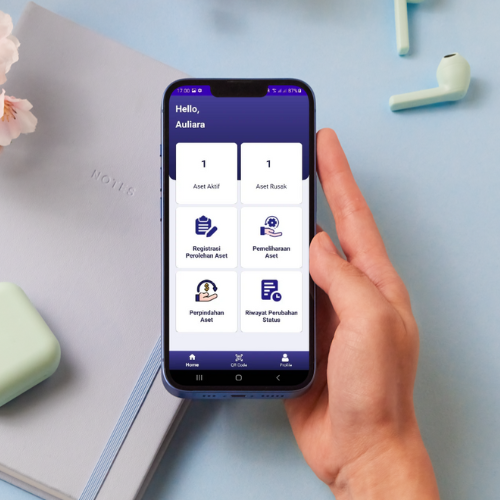 17:00
87%
Hello,
Auliara
1
Aset Aktif
1
Aset Rusak
Registrasi
Perolehan Aset
Pemeliharaan
Aset
Perpindahan
Aset
Riwayat Perubahan
Status
Home
QR Code
Profile
NOTES